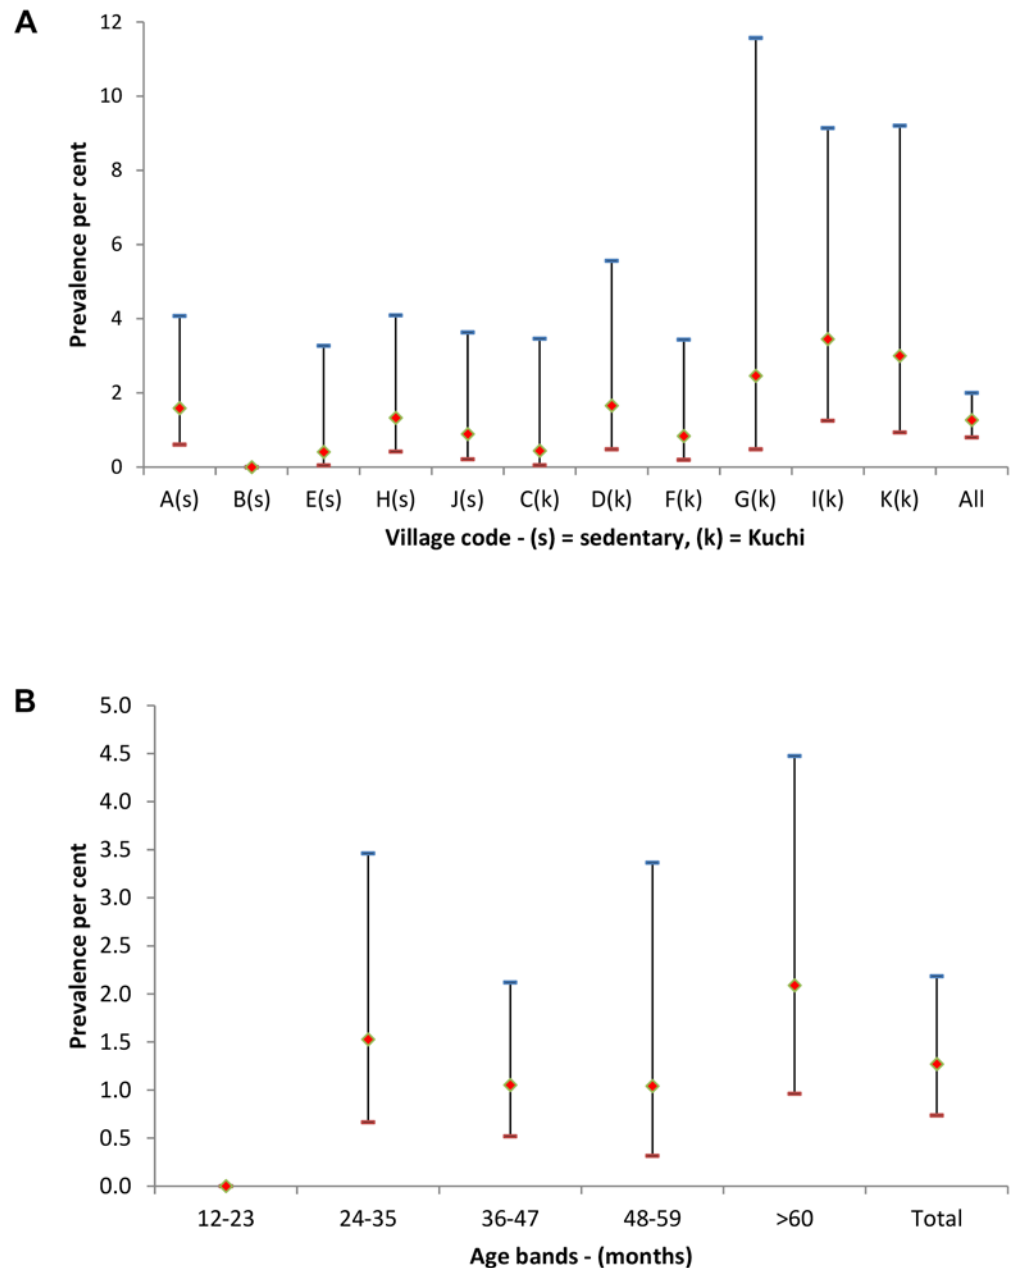 A
12
10
8
6
4
2
0
Prevalence per cent
A(s) B(s) E(s) H(s) J(s) C(k) D(k) F(k) G(k) I(k) K(k) All
Village code - (s) = sedentary, (k) = Kuchi
B
5.0
4.5
4.0
3.5
3.0
2.5
2.0
1.5
1.0
0.5
0.0
Prevalence per cent
12-23 24-35 36-47 48-59 >60 Total
Age bands - (months)